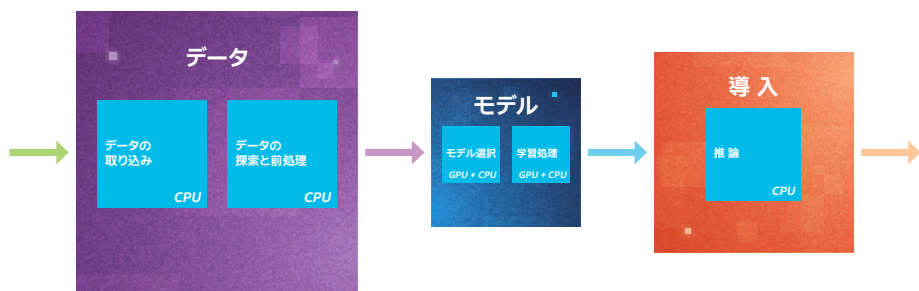 データ
データの
取り込み
CPU
データの
探索と前処理
CPU
モデル
モデル選択
GPU + CPU
学習処理
GPU + CPU
導 入
推 論
CPU